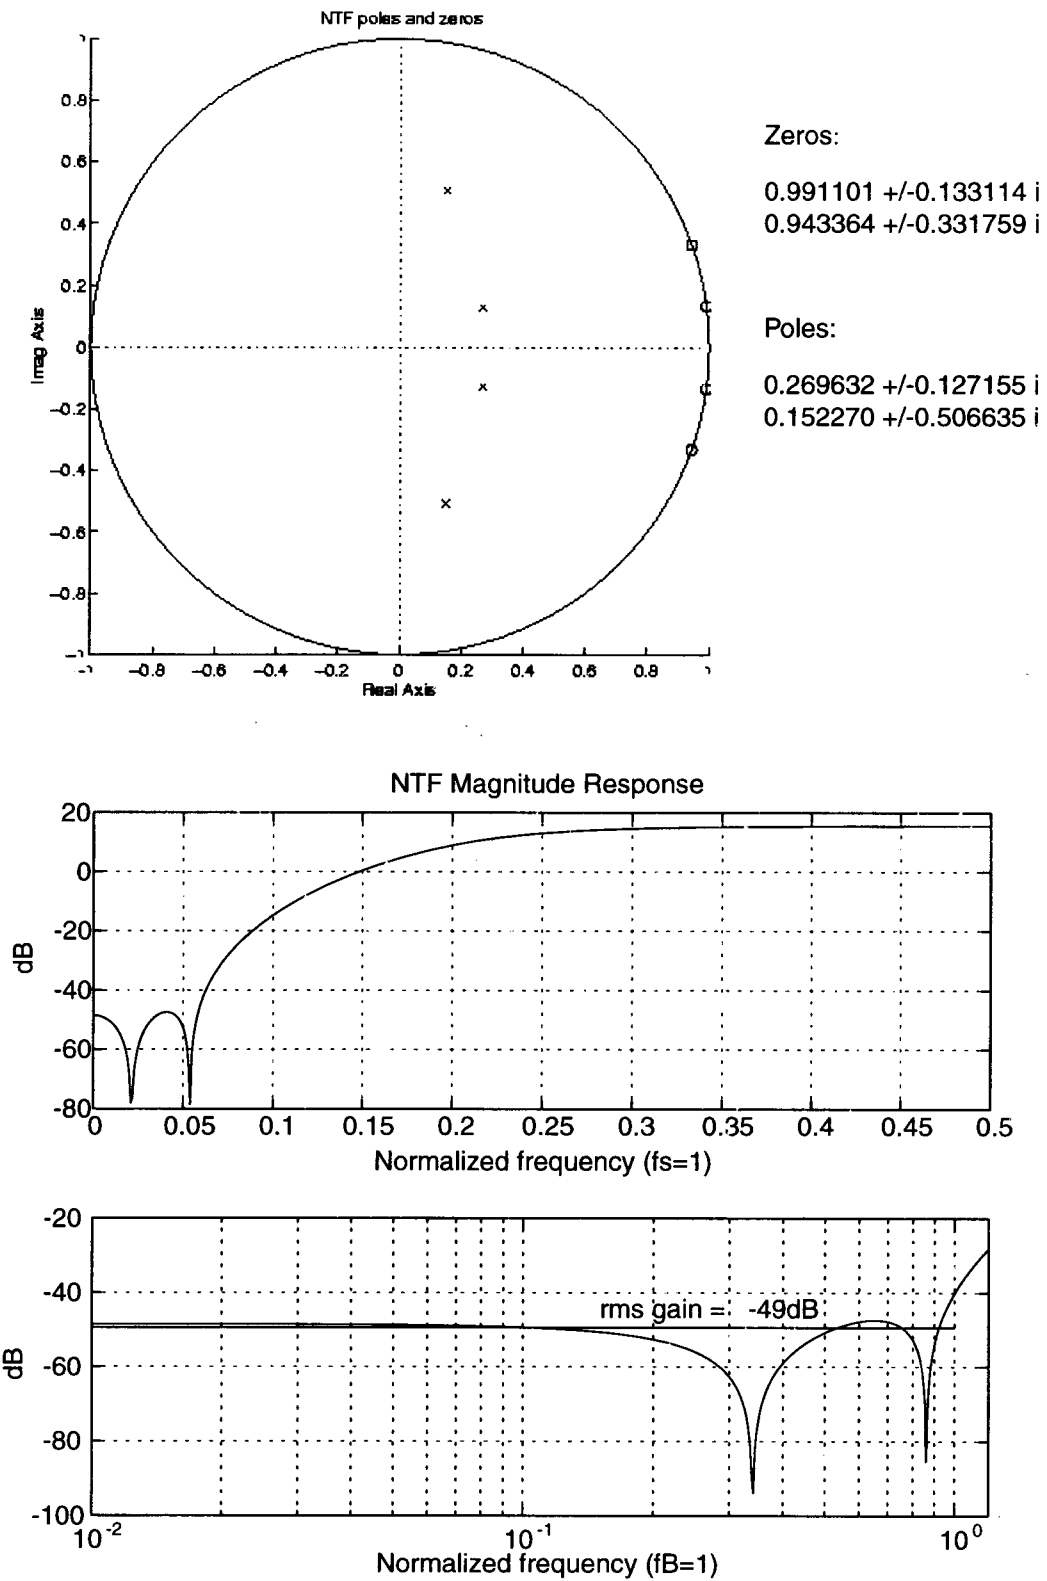 NTF poles and zeros
1
0.8
0.6
0.4
0.2
0
-0.2
-0.4
-0.6
-0.8
-1
Imag Axis
-1 -0.8 -0.6 -0.4 -0.2 0 0.2 0.4 0.6 0.8 1
Real Axis
Zeros:
0.991101 +/-0.133114 i
0.943364 +/-0.331759 i
Poles:
0.269632 +/-0.127155 i
0.152270 +/-0.506635 i
NTF Magnitude Response
20
0
-20
-40
-60
-80
dB
0 0.05 0.1 0.15 0.2 0.25 0.3 0.35 0.4 0.45 0.5
Normalized frequency (fs=1)
-20
-40
-60
-80
-100
dB
rms gain = -49dB
10^-2 10^-1 10^0
Normalized frequency (fB=1)